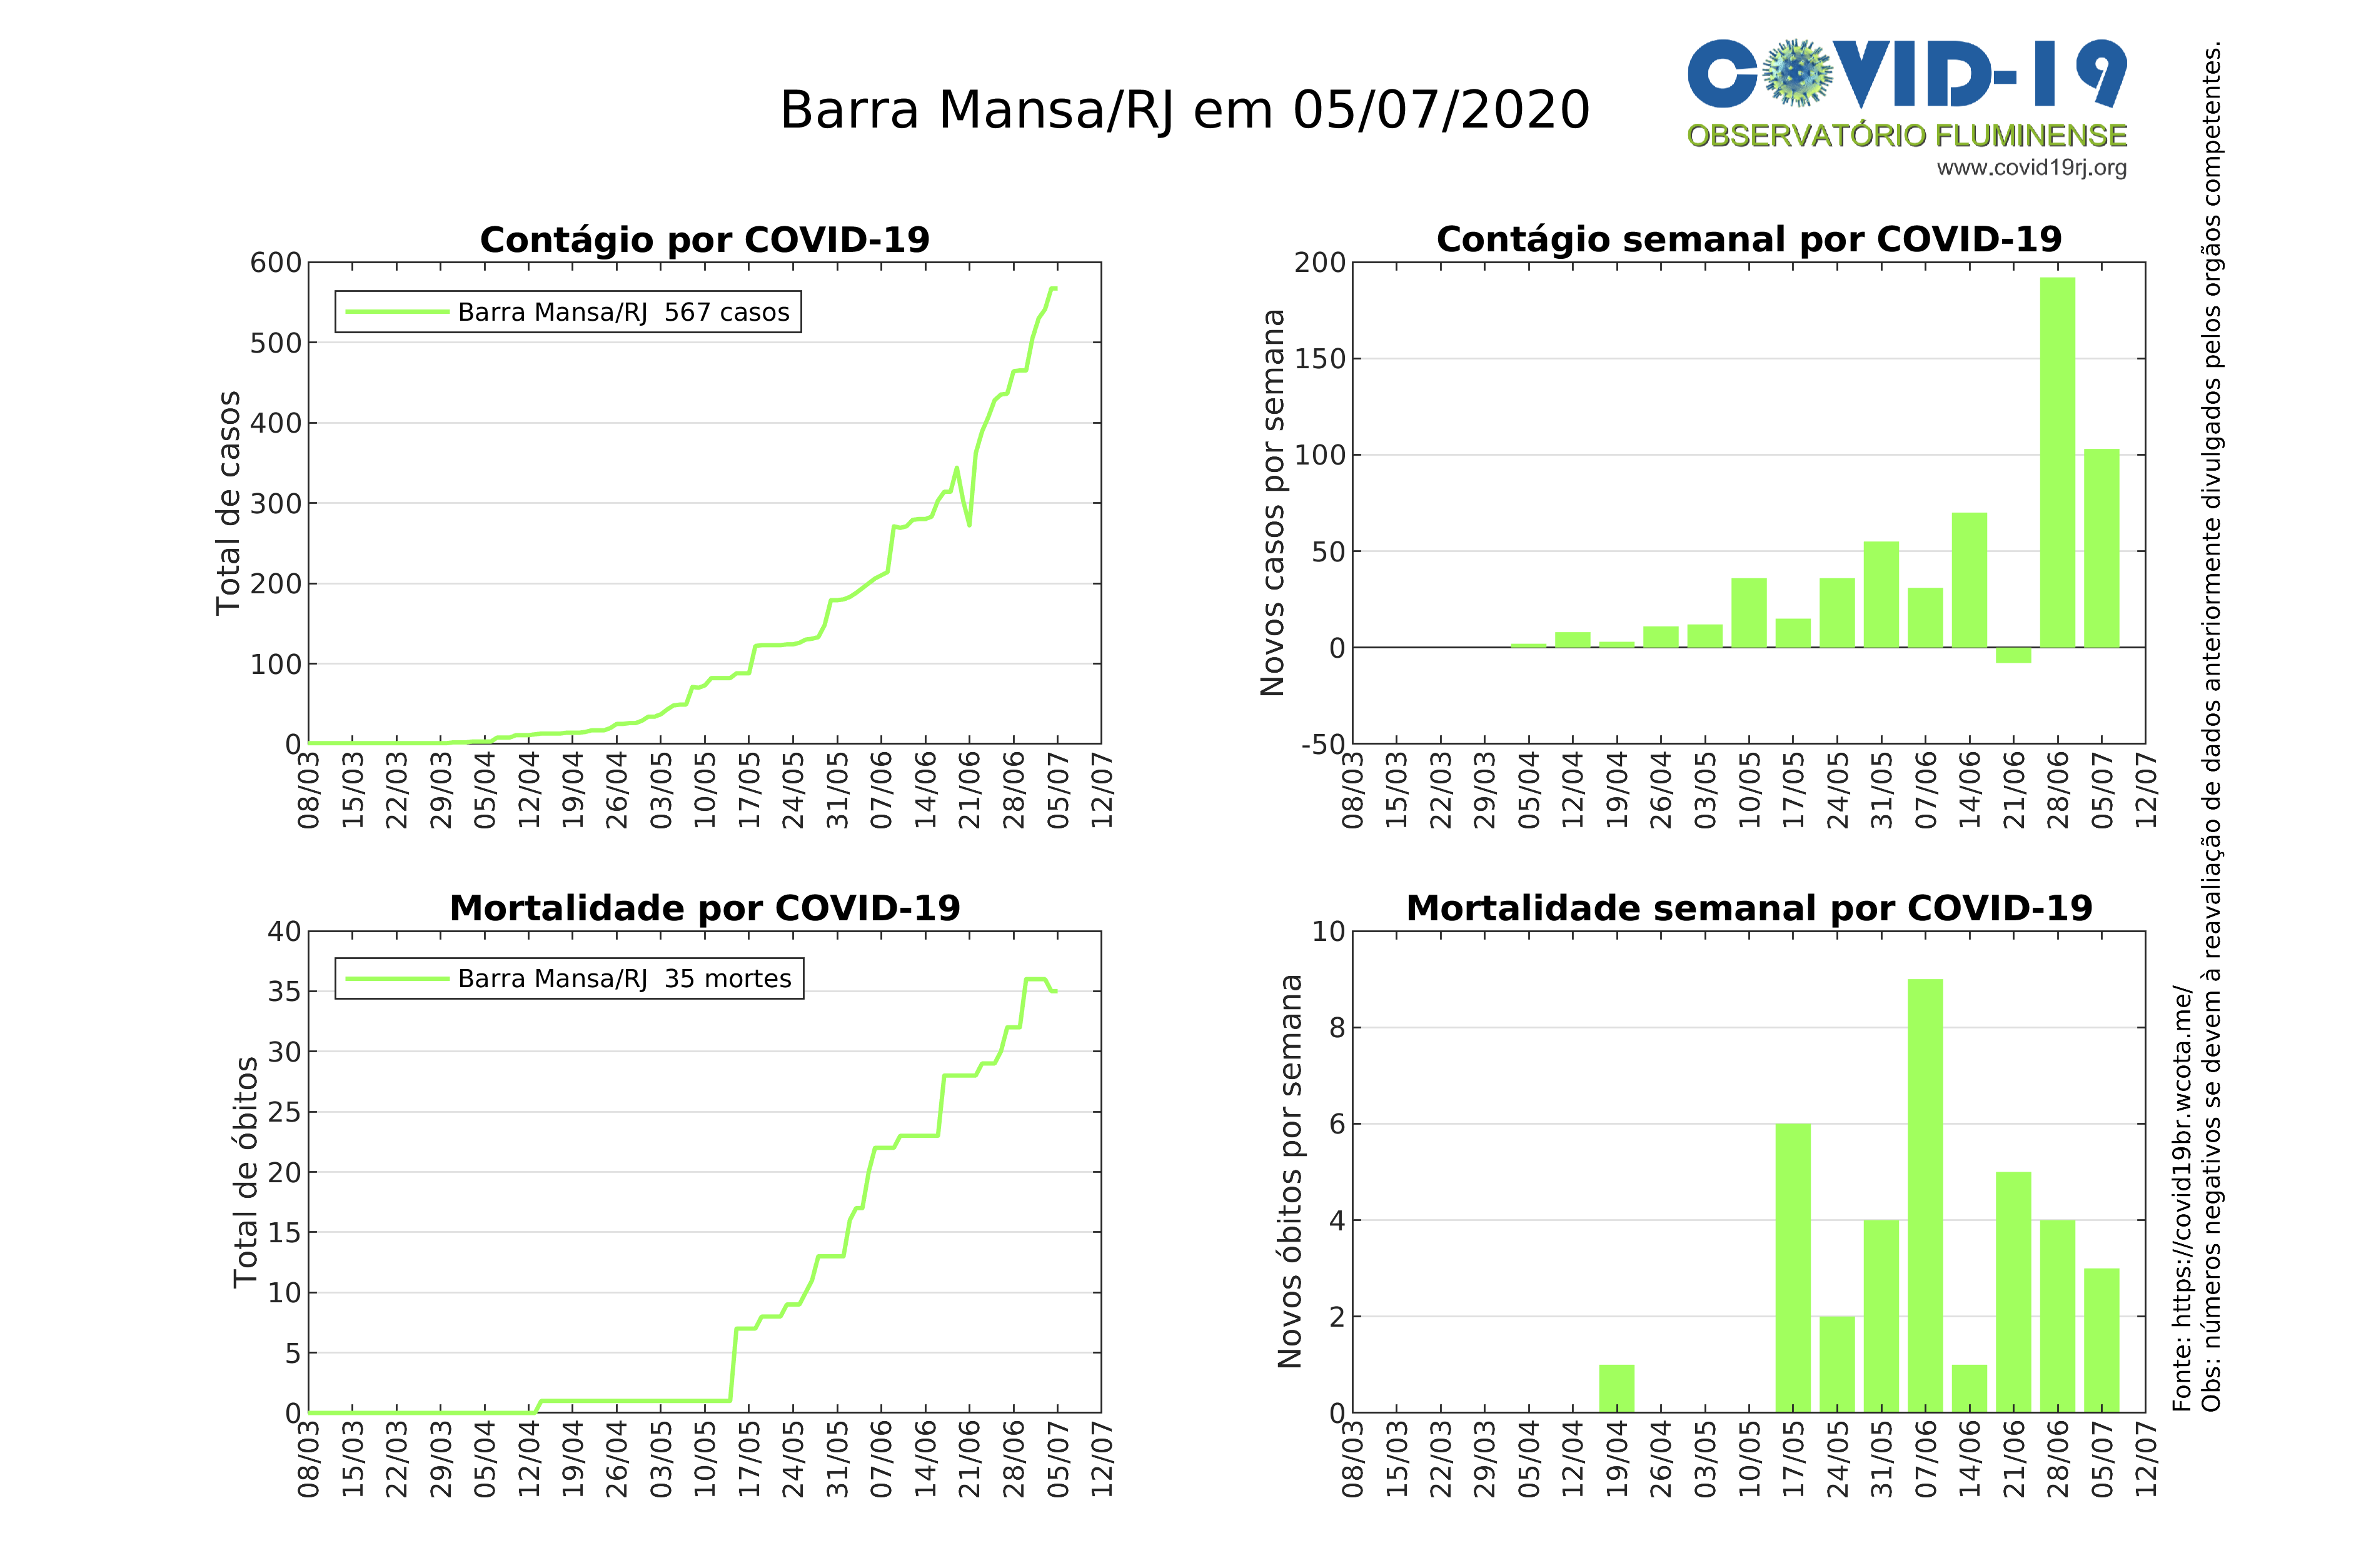 Barra Mansa/RJ em 05/07/2020
COVID-19
OBSERVATÓRIO FLUMINENSE
www.covid19rj.org
Contágio por COVID-19
Total de casos
600
500
400
300
200
100
0
Barra Mansa/RJ 567 casos
08/03 15/03 22/03 29/03 05/04 12/04 19/04 26/04 03/05 10/05 17/05 24/05 31/05 07/06 14/06 21/06 28/06 05/07 12/07
Contágio semanal por COVID-19
Novos casos por semana
200
150
100
50
0
-50
08/03 15/03 22/03 29/03 05/04 12/04 19/04 26/04 03/05 10/05 17/05 24/05 31/05 07/06 14/06 21/06 28/06 05/07 12/07
Mortalidade por COVID-19
Total de óbitos
40
35
30
25
20
15
10
5
0
Barra Mansa/RJ 35 mortes
08/03 15/03 22/03 29/03 05/04 12/04 19/04 26/04 03/05 10/05 17/05 24/05 31/05 07/06 14/06 21/06 28/06 05/07 12/07
Mortalidade semanal por COVID-19
Novos óbitos por semana
10
8
6
4
2
0
08/03 15/03 22/03 29/03 05/04 12/04 19/04 26/04 03/05 10/05 17/05 24/05 31/05 07/06 14/06 21/06 28/06 05/07 12/07
Fonte: https://covid19br.wcota.me/
Obs: números negativos se devem à reavaliação de dados anteriormente divulgados pelos orgãos competentes.